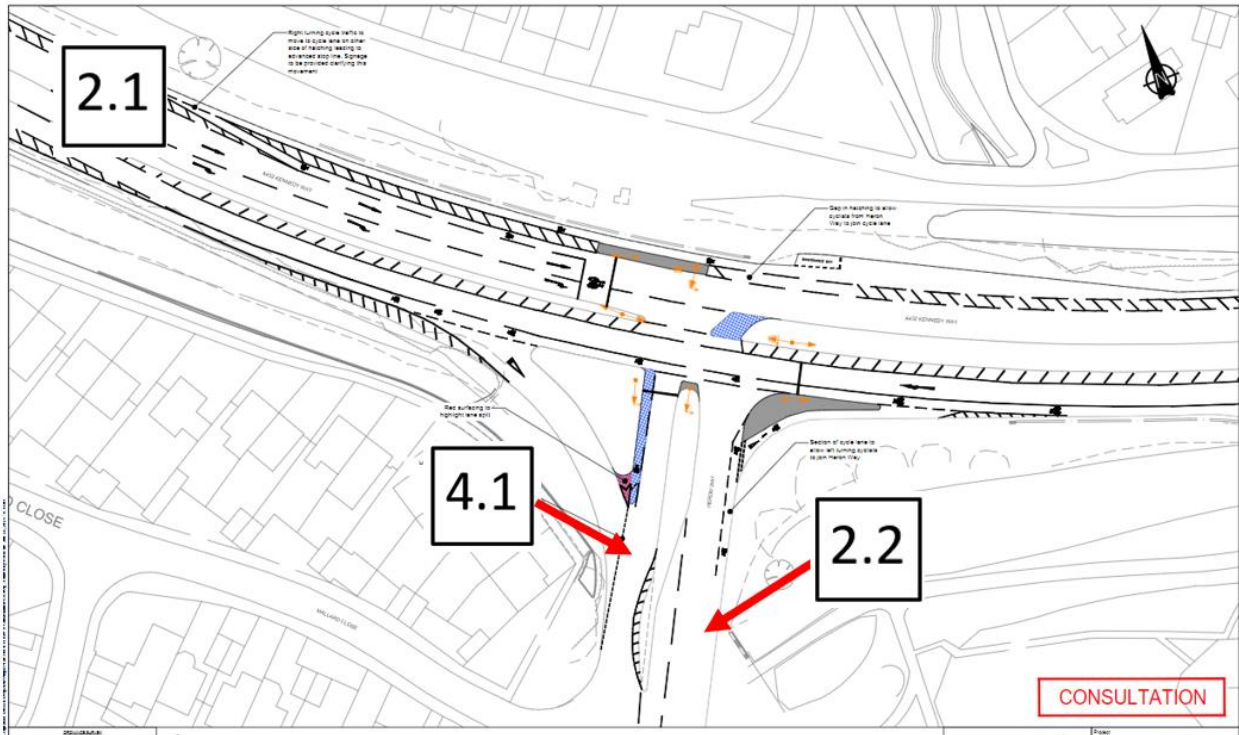 Right turning cycle traffic to
move to cycle lane on other
side of hatching leading to
advanced stop line. Signage
to be provided clarifying this
movement
2.1
A432 KENNEDY WAY
Gap in hatching to allow
cyclists from Heron
Way to join cycle lane
A432 KENNEDY WAY
Red surfacing to
highlight lane split
Section of cycle lane to
allow left turning cyclists
to join Heron Way
HERON WAY
4.1
2.2
CLOSE
WILLARD CLOSE
CONSULTATION
Project